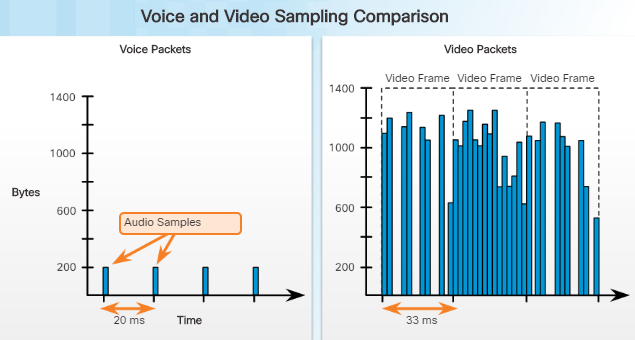 Voice and Video Sampling Comparison
Voice Packets
1400
1000
Bytes
600
200
Audio Samples
20 ms
Time
Video Packets
1400
1000
600
200
Video Frame Video Frame Video Frame
33 ms